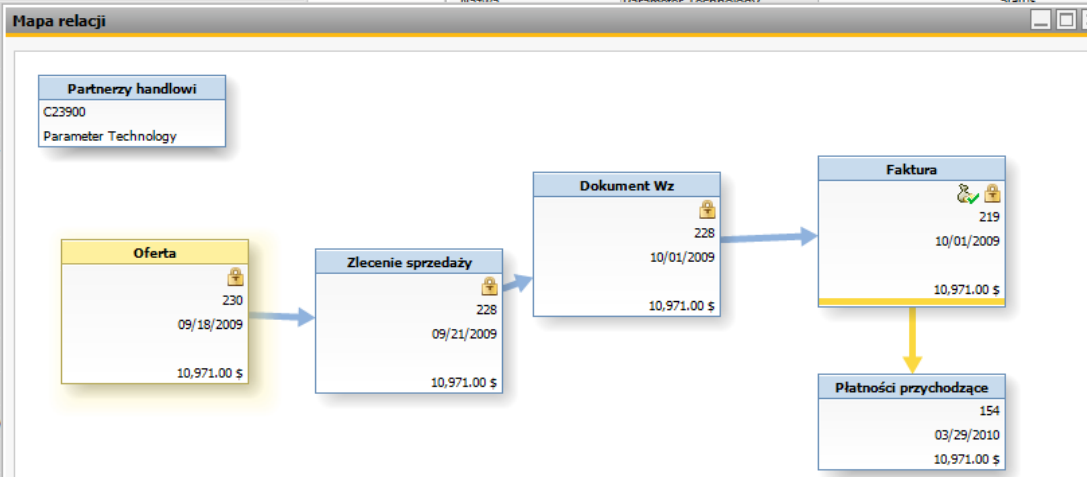 Mapa relacji
Partnerzy handlowi
C23900
Parameter Technology
Oferta
230
09/18/2009
10,971.00 $
Zlecenie sprzedaży
228
09/21/2009
10,971.00 $
Dokument Wz
228
10/01/2009
10,971.00 $
Faktura
219
10/01/2009
10,971.00 $
Płatności przychodzące
154
03/29/2010
10,971.00 $